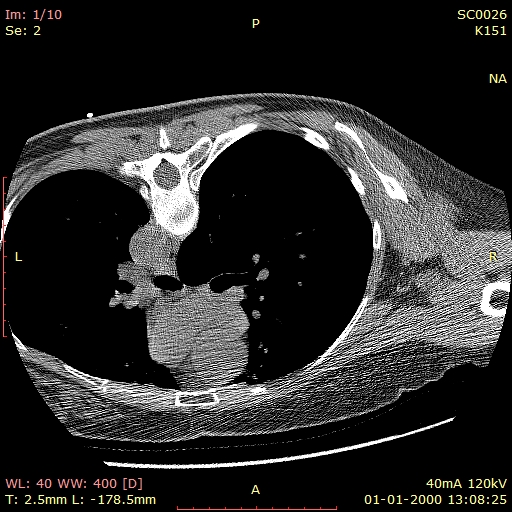 Im: 1/10
Se: 2
P
SC0026
K151
NA
L
R
WL: 40 WW: 400 [D]
T: 2.5mm L: -178.5mm
A
40mA 120kV
01-01-2000 13:08:25